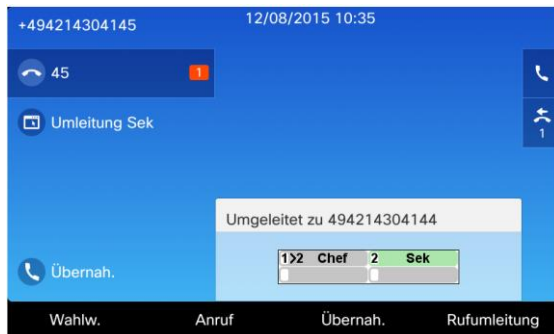 +494214304145
12/08/2015 10:35
45
1
Umleitung Sek
1
Umgeleitet zu 494214304144
1>2 Chef 2 Sek
Übernah.
Wahlw. Anruf Übernah. Rufumleitung